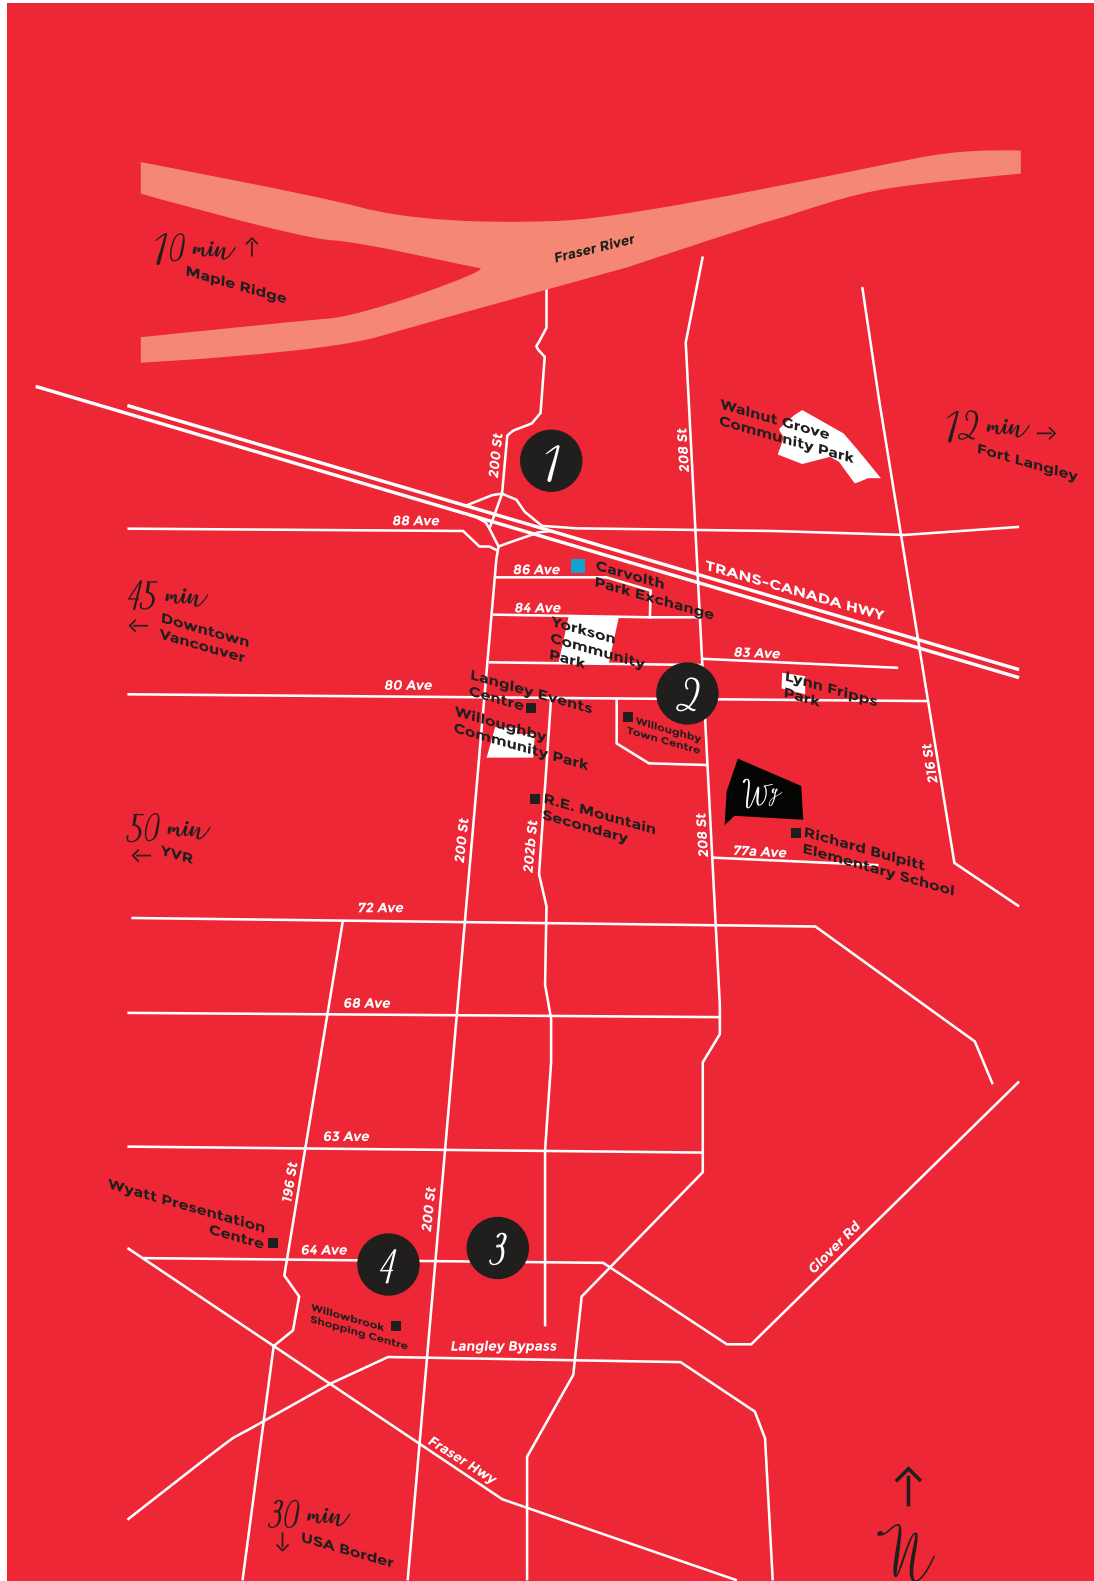 Fraser River
10 min ↑
Maple Ridge
Walnut Grove
Community Park
12 min →
Fort Langley
200 St
1
208 St
88 Ave
TRANS-CANADA HWY
86 Ave
Carvolth
Park Exchange
45 min
← Downtown
Vancouver
84 Ave
Yorkson
Community
Park
83 Ave
80 Ave
Langley Events
Centre
2
Lynn Fripps
Park
Willoughby
Community Park
Willoughby
Town Centre
216 St
Wy
50 min
← YVR
R.E. Mountain
Secondary
200 St
202b St
208 St
77a Ave
Richard Bulpitt
Elementary School
72 Ave
68 Ave
63 Ave
196 St
200 St
Wyatt Presentation
Centre
64 Ave
4
3
Glover Rd
Willowbrook
Shopping Centre
Langley Bypass
Fraser Hwy
30 min
↓ USA Border
↑
N